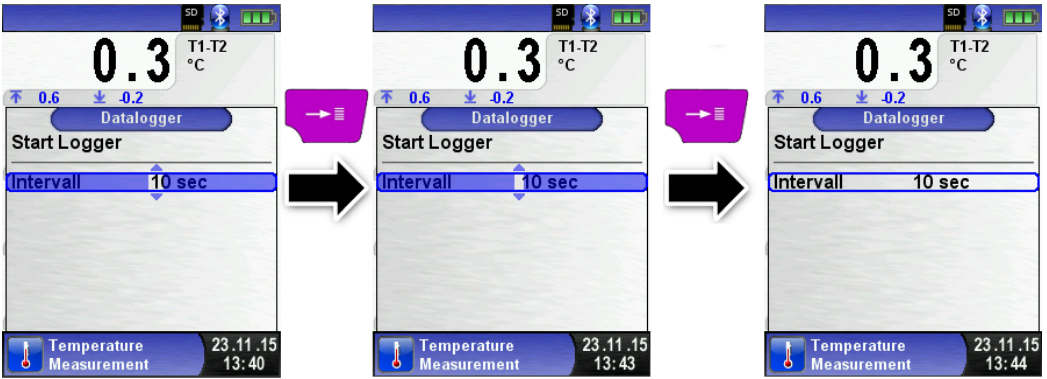 SD
0.3 T1-T2
°C
0.6 -0.2
Datalogger
Start Logger
Intervall 10 sec
Temperature
Measurement
23.11.15
13:40
SD
0.3 T1-T2
°C
0.6 -0.2
Datalogger
Start Logger
Intervall 10 sec
Temperature
Measurement
23.11.15
13:43
SD
0.3 T1-T2
°C
0.6 -0.2
Datalogger
Start Logger
Intervall 10 sec
Temperature
Measurement
23.11.15
13:44